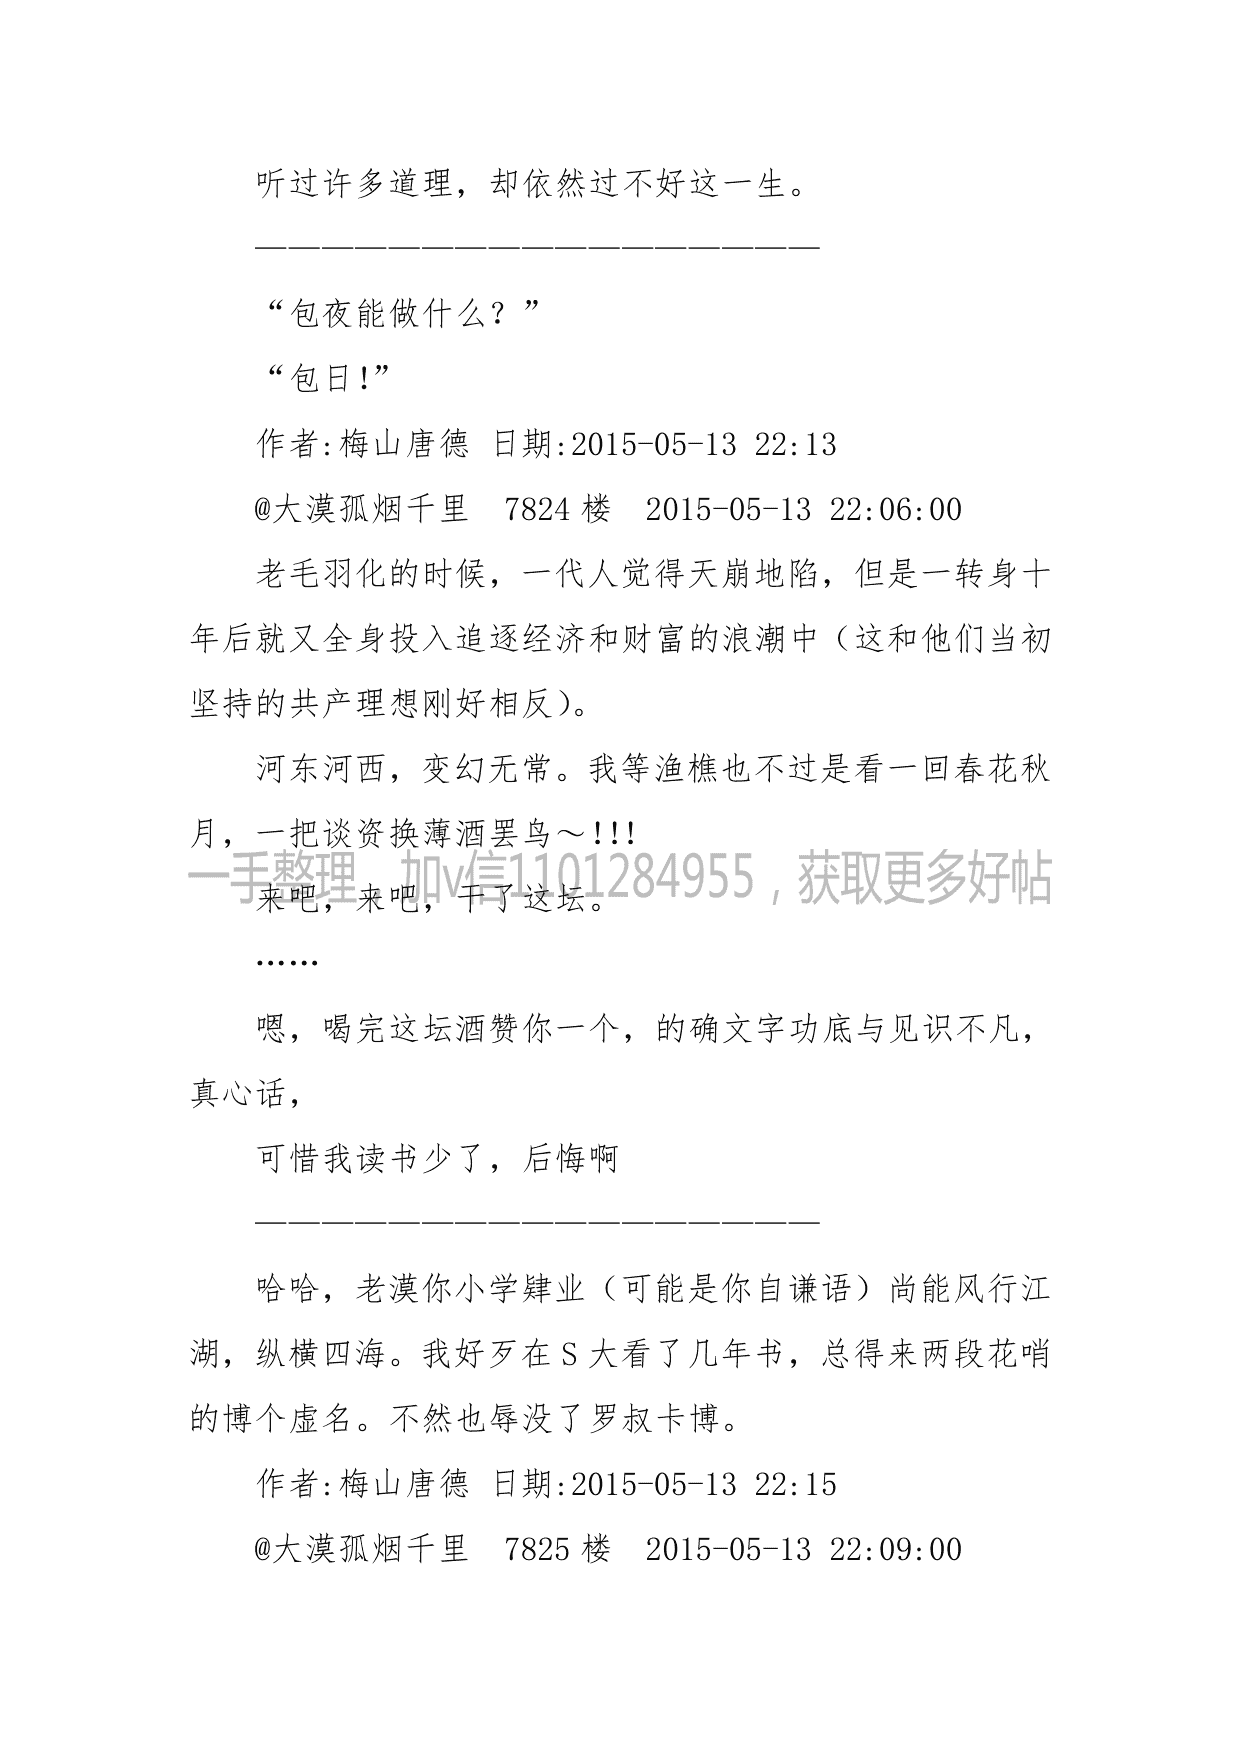 听过许多道理，却依然过不好这一生。
—————————————————
“包夜能做什么？”
“包日!”
作者:梅山唐德 日期:2015-05-13 22:13
@大漠孤烟千里 7824 楼 2015-05-13 22:06:00
老毛羽化的时候，一代人觉得天崩地陷，但是一转身十
年后就又全身投入追逐经济和财富的浪潮中（这和他们当初
坚持的共产理想刚好相反）。
河东河西，变幻无常。我等渔樵也不过是看一回春花秋
月，一把谈资换薄酒罢鸟～!!!
一手整理，加v信1101284955，获取更多好帖
来吧，来吧，干了这坛。
……
嗯，喝完这坛酒赞你一个，的确文字功底与见识不凡，
真心话，
可惜我读书少了，后悔啊
—————————————————
哈哈，老漠你小学肄业（可能是你自谦语）尚能风行江
湖，纵横四海。我好歹在 S 大看了几年书，总得来两段花哨
的博个虚名。不然也辱没了罗叔卡博。
作者:梅山唐德 日期:2015-05-13 22:15
@大漠孤烟千里 7825 楼 2015-05-13 22:09:00